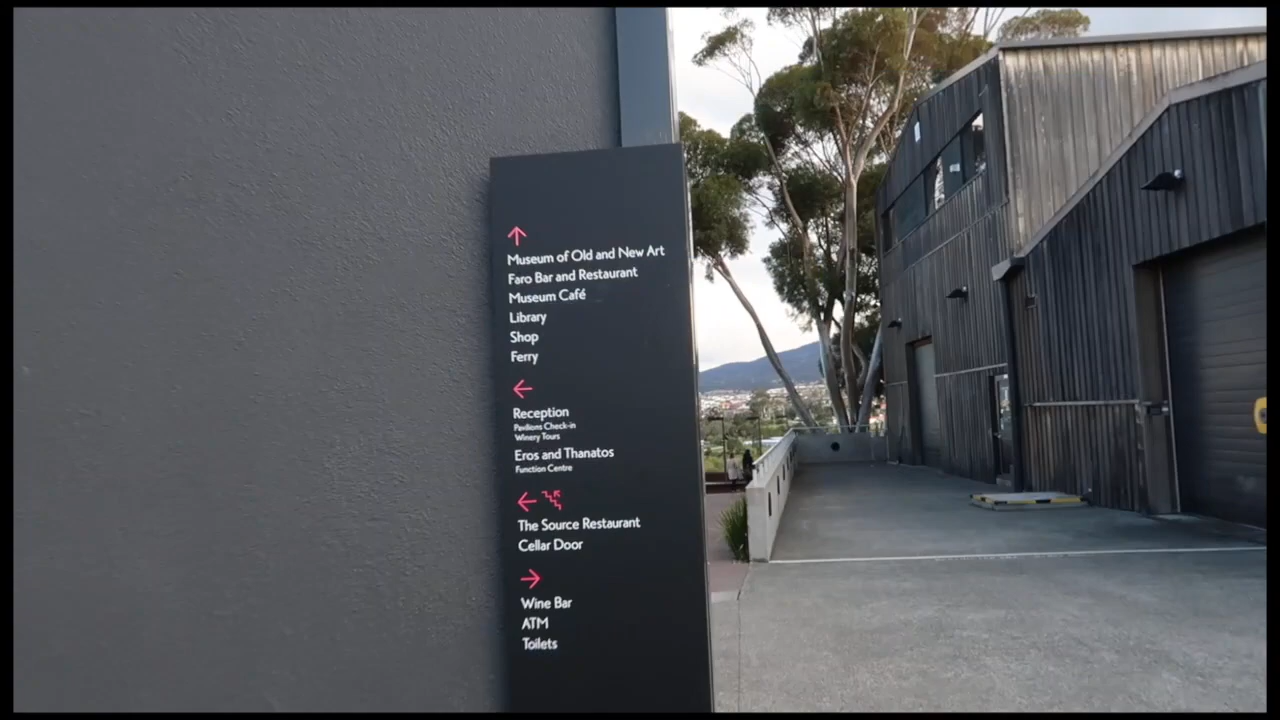 Museum of Old and New Art
Faro Bar and Restaurant
Museum Café
Library
Shop
Ferry
Reception
Pavilions Check-in
Winery Tours
Eros and Thanatos
Function Centre
The Source Restaurant
Cellar Door
Wine Bar
ATM
Toilets